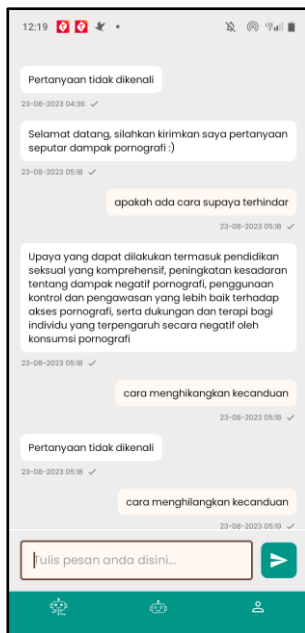 12:19
Pertanyaan tidak dikenali
23-08-2023 04:36
Selamat datang, silahkan kirimkan saya pertanyaan
seputar dampak pornografi :)
23-08-2023 05:18
apakah ada cara supaya terhindar
23-08-2023 05:18
Upaya yang dapat dilakukan termasuk pendidikan
seksual yang komprehensif, peningkatan kesadaran
tentang dampak negatif pornografi, penggunaan
kontrol dan pengawasan yang lebih baik terhadap
akses pornografi, serta dukungan dan terapi bagi
individu yang terpengaruh secara negatif oleh
konsumsi pornografi
23-08-2023 05:18
cara menghikangkan kecanduan
23-08-2023 05:18
Pertanyaan tidak dikenali
23-08-2023 05:18
cara menghilangkan kecanduan
23-08-2023 05:19
Tulis pesan anda disini...